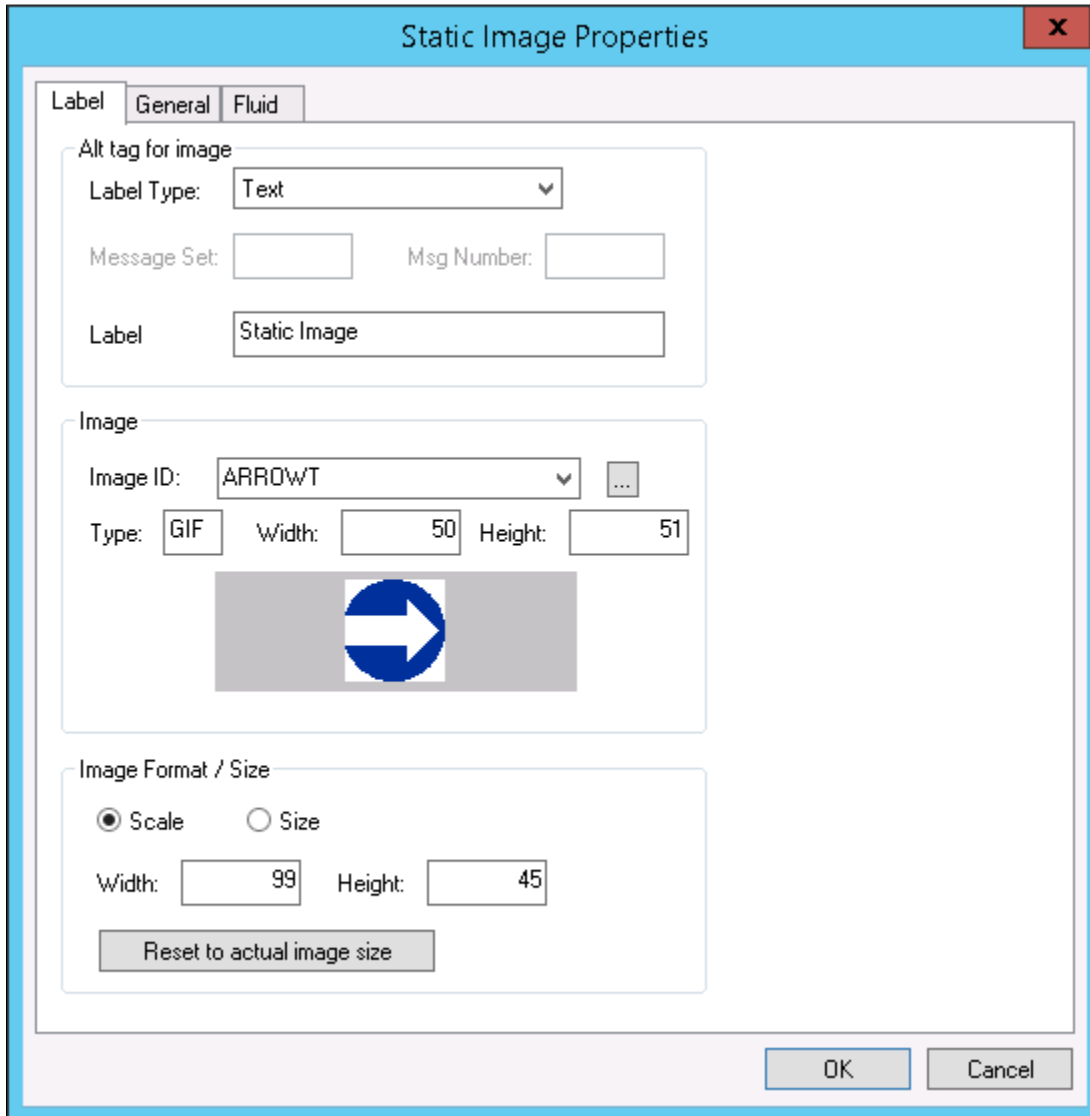 Static Image Properties
x
Label General Fluid
Alt tag for image
Label Type: Text
Message Set: Msg Number:
Label Static Image
Image
Image ID: ARROWT ...
Type: GIF Width: 50 Height: 51
Image Format / Size
Scale Size
Width: 99 Height: 45
Reset to actual image size
OK Cancel